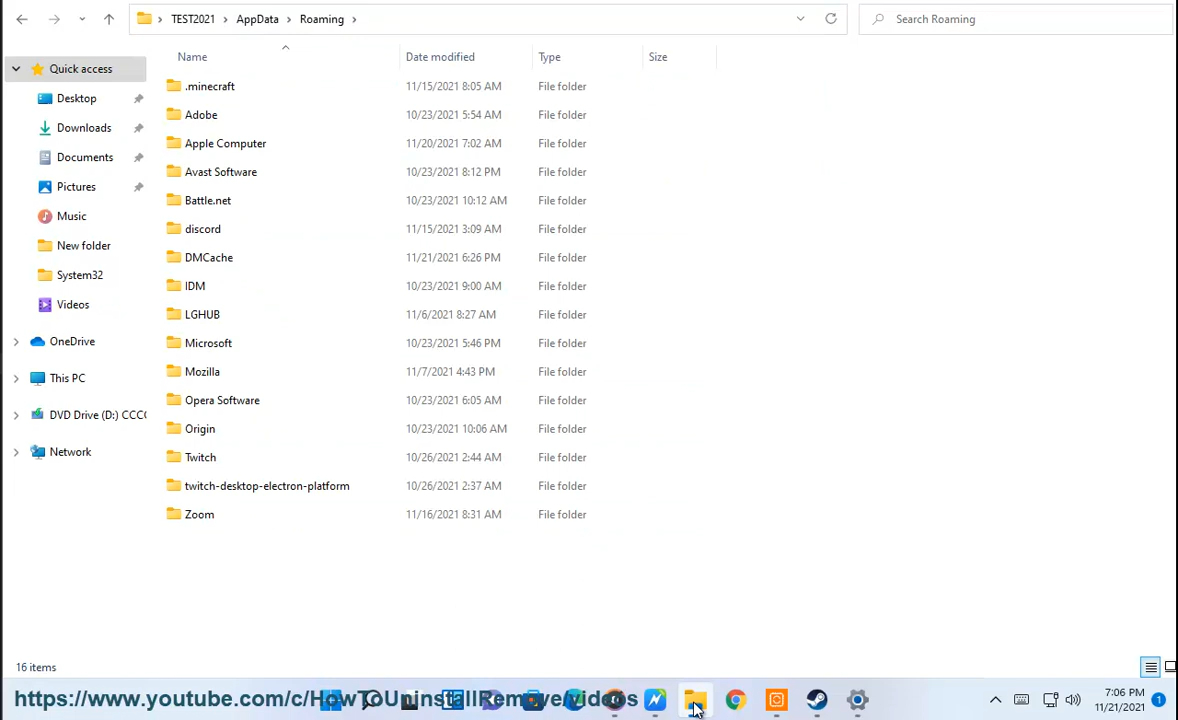 TEST2021 > AppData > Roaming >
Search Roaming
Name Date modified Type Size
Quick access
Desktop
Downloads
Documents
Pictures
Music
New folder
System32
Videos
OneDrive
This PC
DVD Drive (D:) CCC
Network
.minecraft 11/15/2021 8:05 AM File folder
Adobe 10/23/2021 5:54 AM File folder
Apple Computer 11/20/2021 7:02 AM File folder
Avast Software 10/23/2021 8:12 PM File folder
Battle.net 10/23/2021 10:12 AM File folder
discord 11/15/2021 3:09 AM File folder
DMCache 11/21/2021 6:26 PM File folder
IDM 10/23/2021 9:00 AM File folder
LGHUB 11/6/2021 8:27 AM File folder
Microsoft 10/23/2021 5:46 PM File folder
Mozilla 11/7/2021 4:43 PM File folder
Opera Software 10/23/2021 6:05 AM File folder
Origin 10/23/2021 10:06 AM File folder
Twitch 10/26/2021 2:44 AM File folder
twitch-desktop-electron-platform 10/26/2021 2:37 AM File folder
Zoom 11/16/2021 8:31 AM File folder
16 items
https://www.youtube.com/c/HowToUninstallRemove/videos
7:06 PM
11/21/2021
1